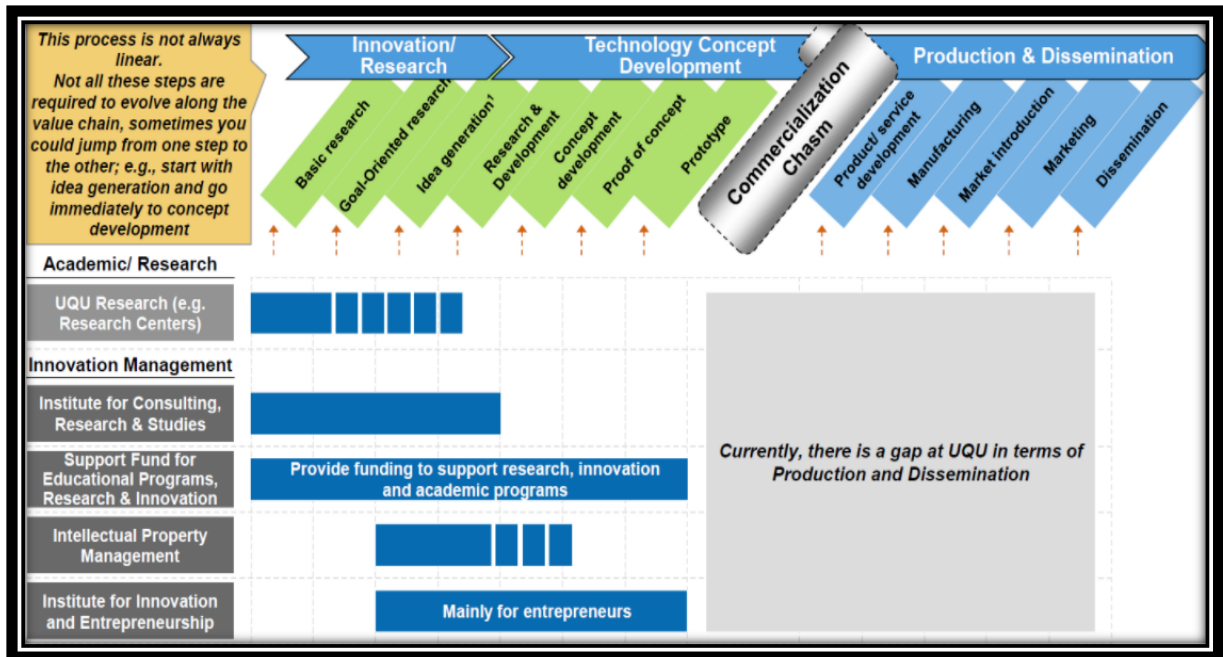 This process is not always
linear.
Not all these steps are
required to evolve along the
value chain, sometimes you
could jump from one step to
the other; e.g., start with
idea generation and go
immediately to concept
development
Innovation/
Research
Technology Concept
Development
Production & Dissemination
Basic research
Goal-Oriented research
Idea generation¹
Research &
Development
Concept
development
Proof of concept
Prototype
Commercialization
Chasm
Product/ service
development
Manufacturing
Market introduction
Marketing
Dissemination
Academic/ Research
UQU Research (e.g.
Research Centers)
Innovation Management
Institute for Consulting,
Research & Studies
Support Fund for
Educational Programs,
Research & Innovation
Provide funding to support research, innovation
and academic programs
Intellectual Property
Management
Institute for Innovation
and Entrepreneurship
Mainly for entrepreneurs
Currently, there is a gap at UQU in terms of
Production and Dissemination